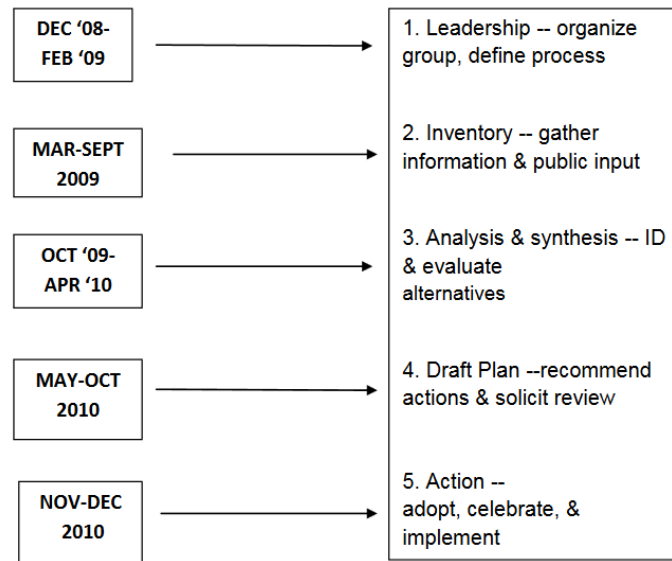 DEC ‘08-
FEB ‘09
1. Leadership -- organize
group, define process
MAR-SEPT
2009
2. Inventory -- gather
information & public input
OCT ‘09-
APR ‘10
3. Analysis & synthesis -- ID
& evaluate
alternatives
MAY-OCT
2010
4. Draft Plan --recommend
actions & solicit review
NOV-DEC
2010
5. Action --
adopt, celebrate, &
implement